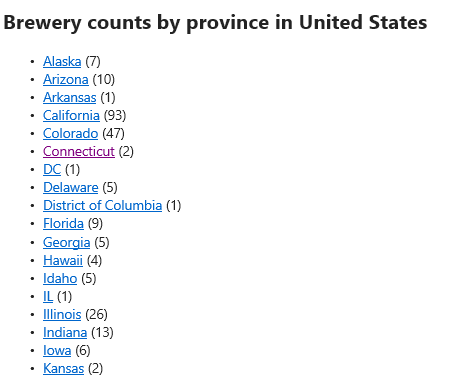 Brewery counts by province in United States
• Alaska (7)
• Arizona (10)
• Arkansas (1)
• California (93)
• Colorado (47)
• Connecticut (2)
• DC (1)
• Delaware (5)
• District of Columbia (1)
• Florida (9)
• Georgia (5)
• Hawaii (4)
• Idaho (5)
• IL (1)
• Illinois (26)
• Indiana (13)
• Iowa (6)
• Kansas (2)